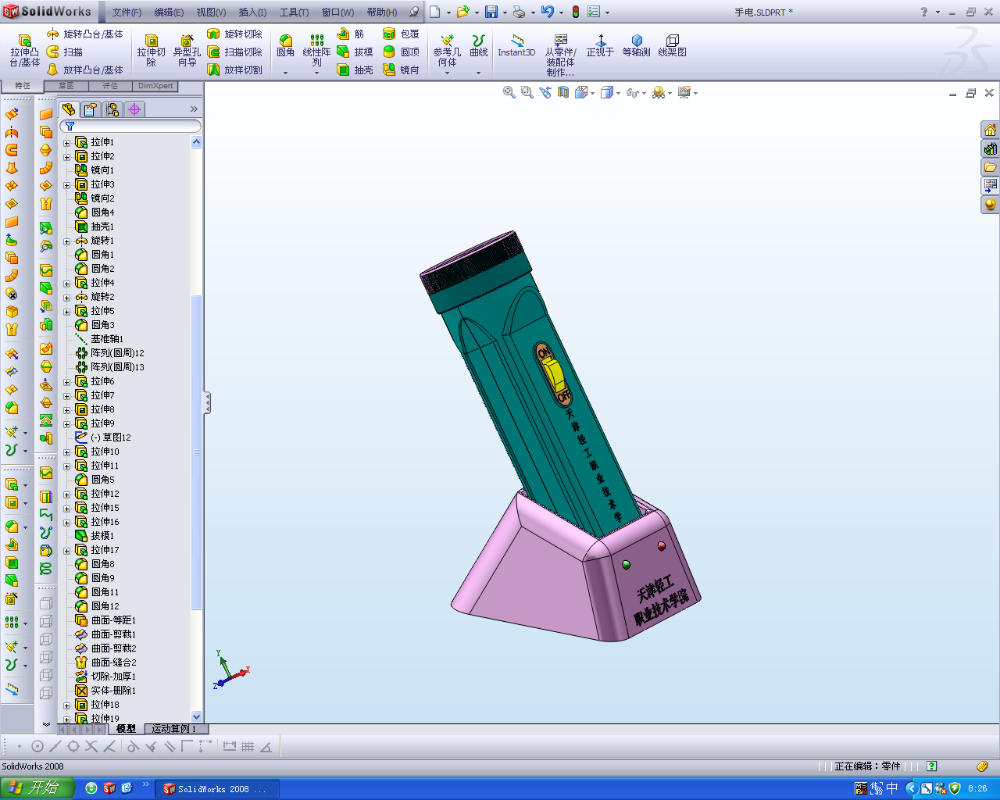 SolidWorks
文件(F) 编辑(E) 视图(V) 插入(I) 工具(T) 窗口(W) 帮助(H)
手电.SLDPRT *
拉伸凸台/基体
旋转凸台/基体
扫描
放样凸台/基体
拉伸切除
异型孔向导
旋转切除
扫描切除
放样切割
圆角
线性阵列
筋
拔模
抽壳
包覆
圆顶
镜向
参考几何体
曲线
Instant3D
从零件/装配体制作...
正视于
等轴测
线架图
特征 草图 评估 DimXpert
拉伸1
拉伸2
镜向1
拉伸3
镜向2
圆角4
抽壳1
旋转1
圆角1
圆角2
拉伸4
旋转2
拉伸5
圆角3
基准轴1
阵列(圆周)12
阵列(圆周)13
拉伸6
拉伸7
拉伸8
拉伸9
(-) 草图12
拉伸10
拉伸11
圆角5
拉伸12
拉伸15
拉伸16
拔模1
拉伸17
圆角8
圆角9
圆角11
圆角12
曲面-等距1
曲面-剪裁1
曲面-剪裁2
曲面-缝合2
切除-加厚1
实体-删除1
拉伸18
拉伸19
ON
OFF
天津轻工职业技术学
天津轻工
职业技术学院
Y
X
Z
模型 运动算例 1
SolidWorks 2008
正在编辑：零件
开始
SolidWorks 2008 ...
中
8:26